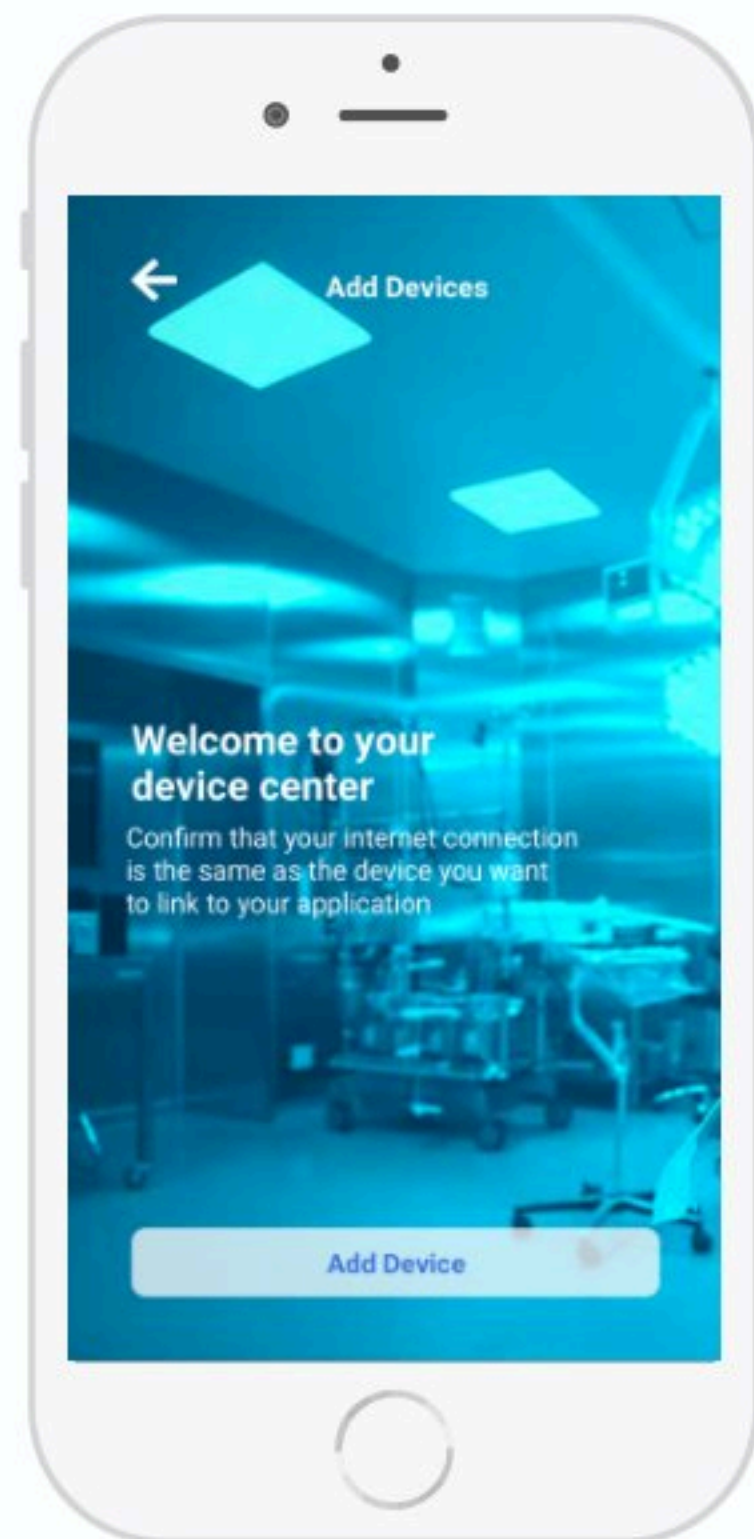 Add Devices
Welcome to your
device center
Confirm that your internet connection
is the same as the device you want
to link to your application
Add Device